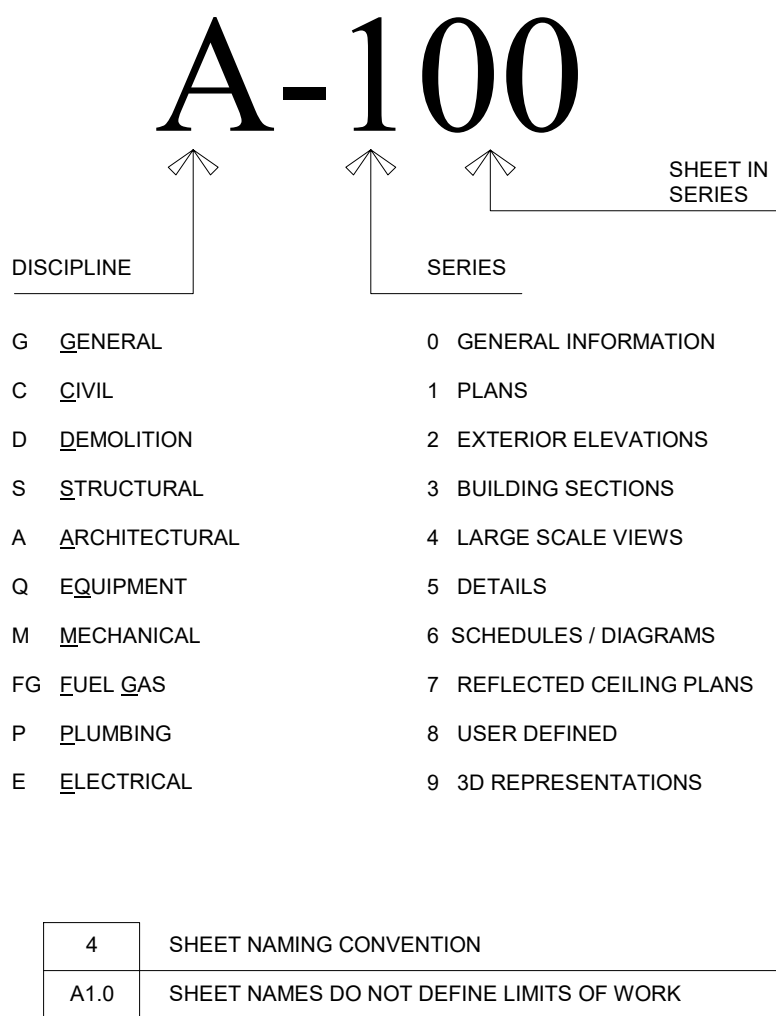 A-100
SHEET IN
SERIES
DISCIPLINE
SERIES
G GENERAL
C CIVIL
D DEMOLITION
S STRUCTURAL
A ARCHITECTURAL
Q EQUIPMENT
M MECHANICAL
FG FUEL GAS
P PLUMBING
E ELECTRICAL
0 GENERAL INFORMATION
1 PLANS
2 EXTERIOR ELEVATIONS
3 BUILDING SECTIONS
4 LARGE SCALE VIEWS
5 DETAILS
6 SCHEDULES / DIAGRAMS
7 REFLECTED CEILING PLANS
8 USER DEFINED
9 3D REPRESENTATIONS
4 SHEET NAMING CONVENTION
A1.0 SHEET NAMES DO NOT DEFINE LIMITS OF WORK